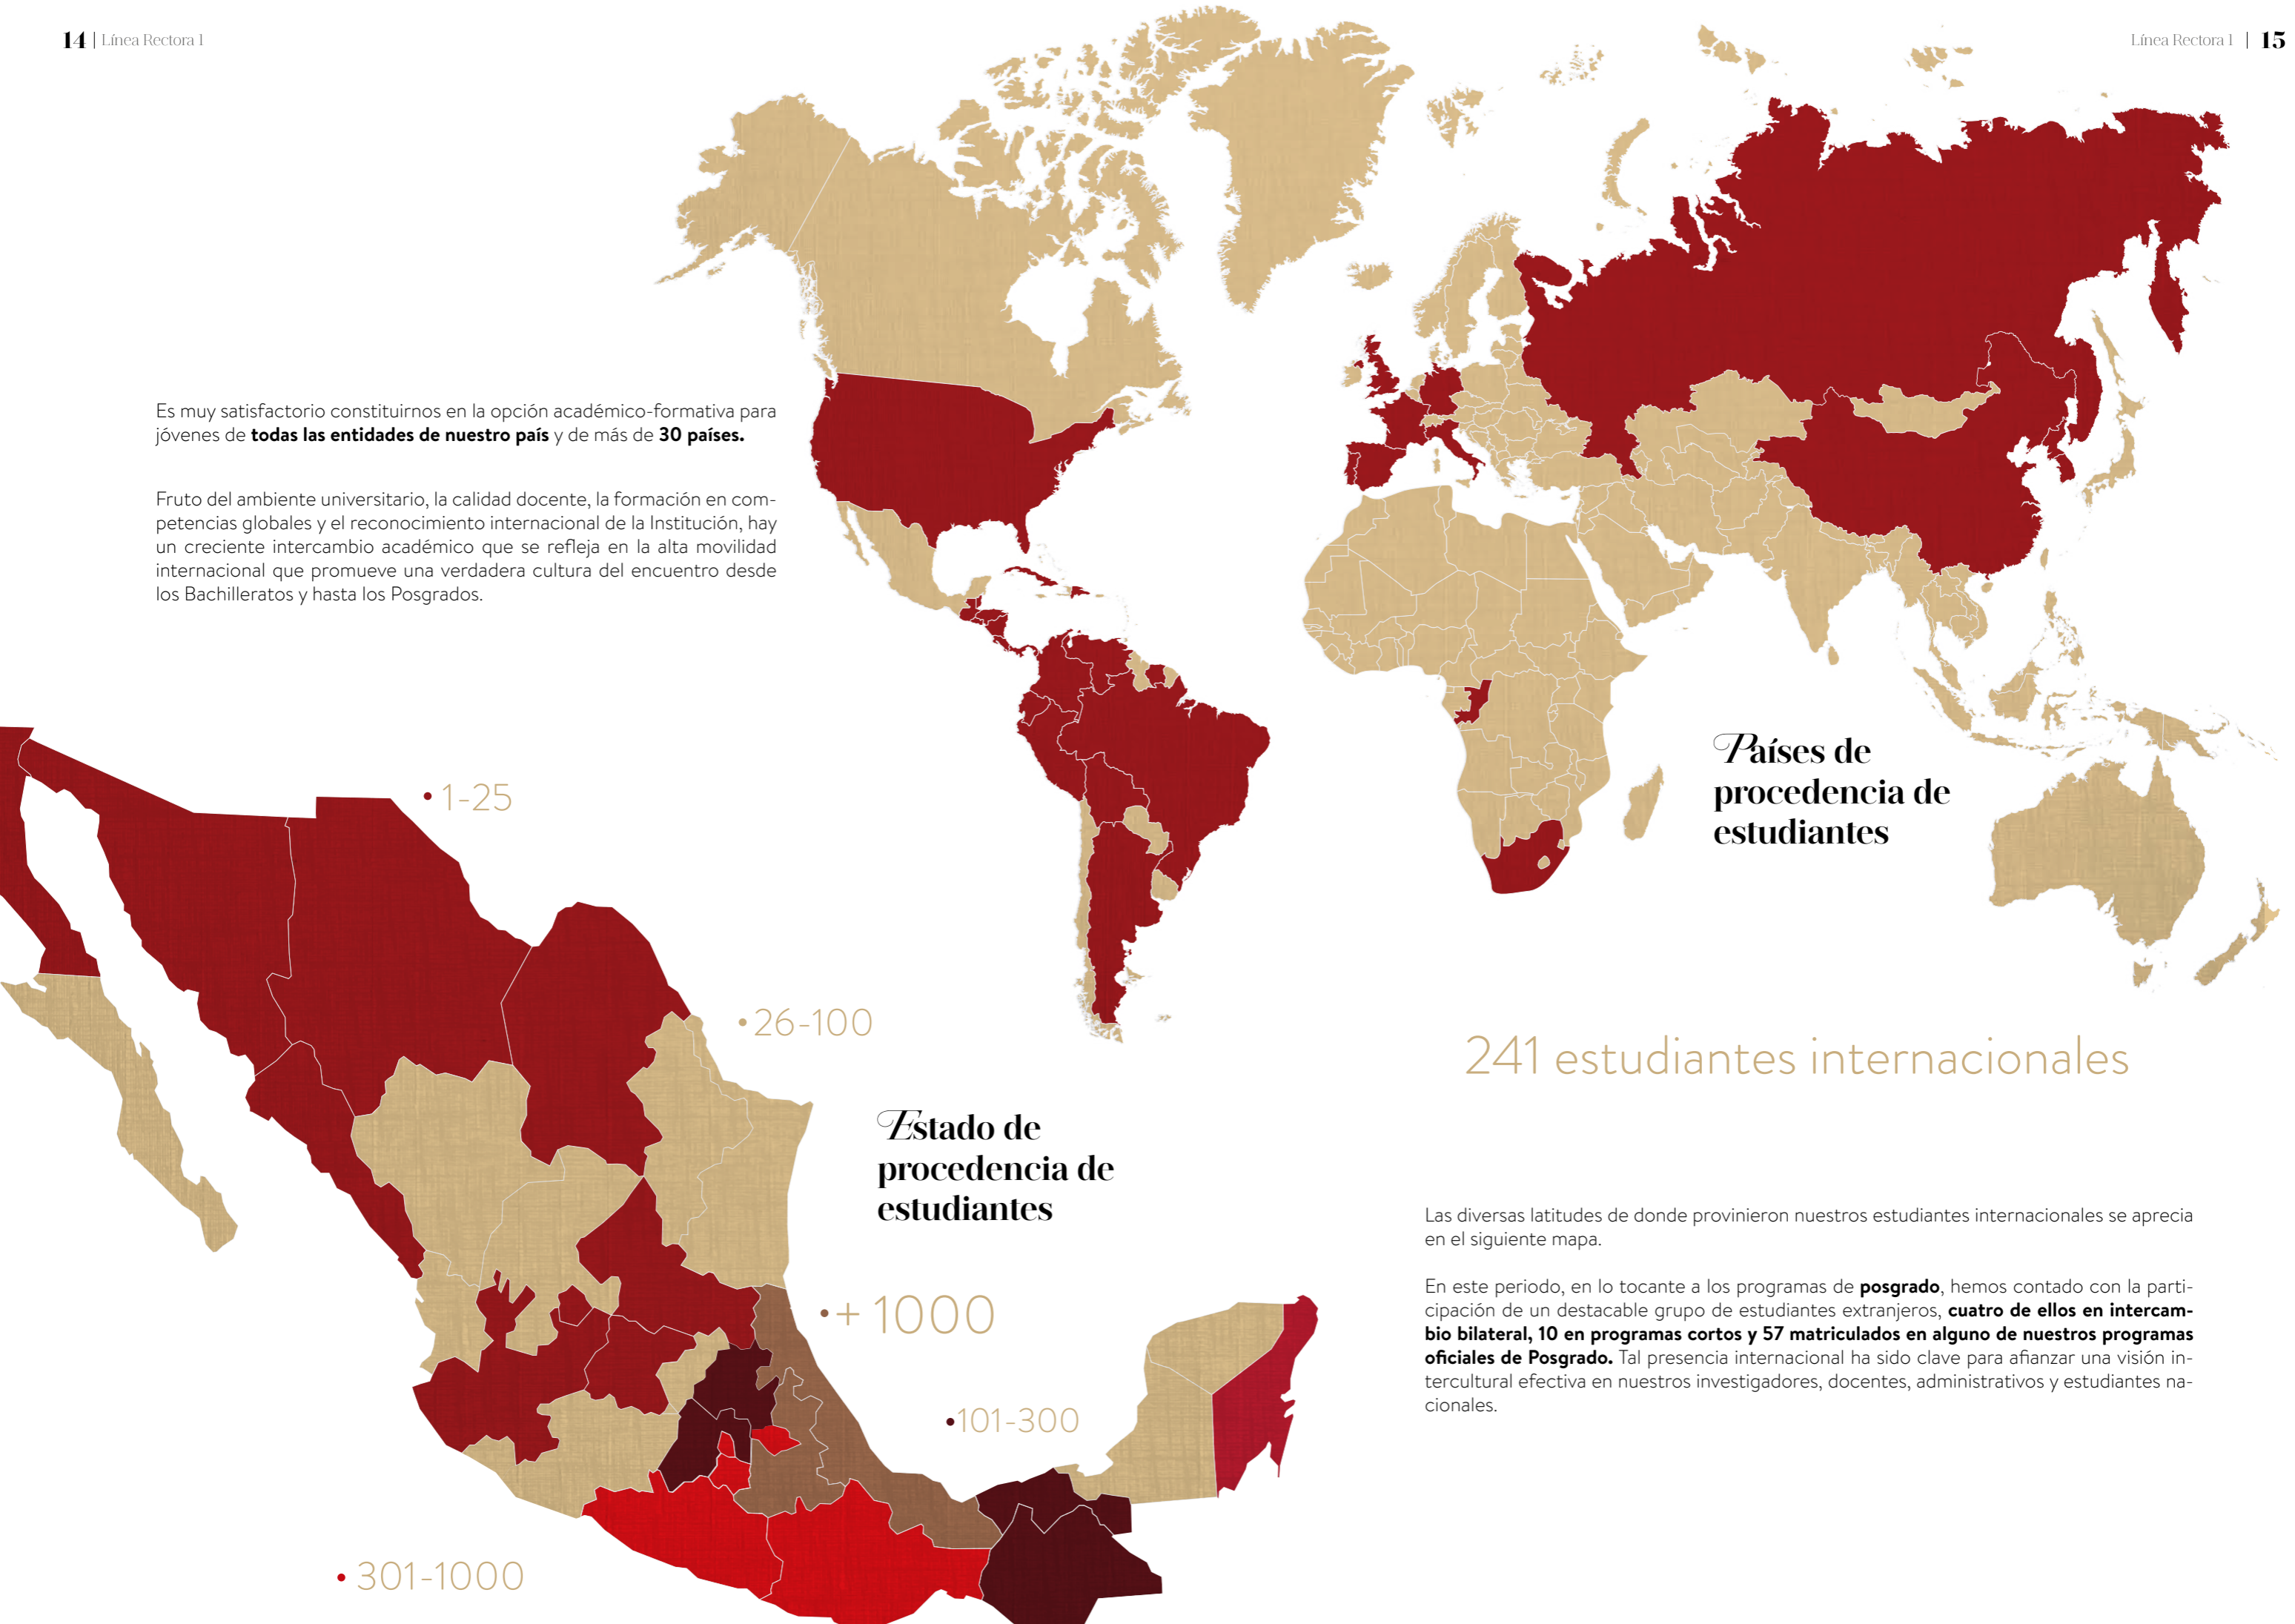 14 | Línea Rectora 1
Línea Rectora 1 | 15
Es muy satisfactorio constituirnos en la opción académico-formativa para
jóvenes de todas las entidades de nuestro país y de más de 30 países.
Fruto del ambiente universitario, la calidad docente, la formación en com-
petencias globales y el reconocimiento internacional de la Institución, hay
un creciente intercambio académico que se refleja en la alta movilidad
internacional que promueve una verdadera cultura del encuentro desde
los Bachilleratos y hasta los Posgrados.
• 1-25
• 26-100
Estado de
procedencia de
estudiantes
• + 1000
• 101-300
• 301-1000
Países de
procedencia de
estudiantes
241 estudiantes internacionales
Las diversas latitudes de donde provinieron nuestros estudiantes internacionales se aprecia
en el siguiente mapa.
En este periodo, en lo tocante a los programas de posgrado, hemos contado con la parti-
cipación de un destacable grupo de estudiantes extranjeros, cuatro de ellos en intercam-
bio bilateral, 10 en programas cortos y 57 matriculados en alguno de nuestros programas
oficiales de Posgrado. Tal presencia internacional ha sido clave para afianzar una visión in-
tercultural efectiva en nuestros investigadores, docentes, administrativos y estudiantes na-
cionales.